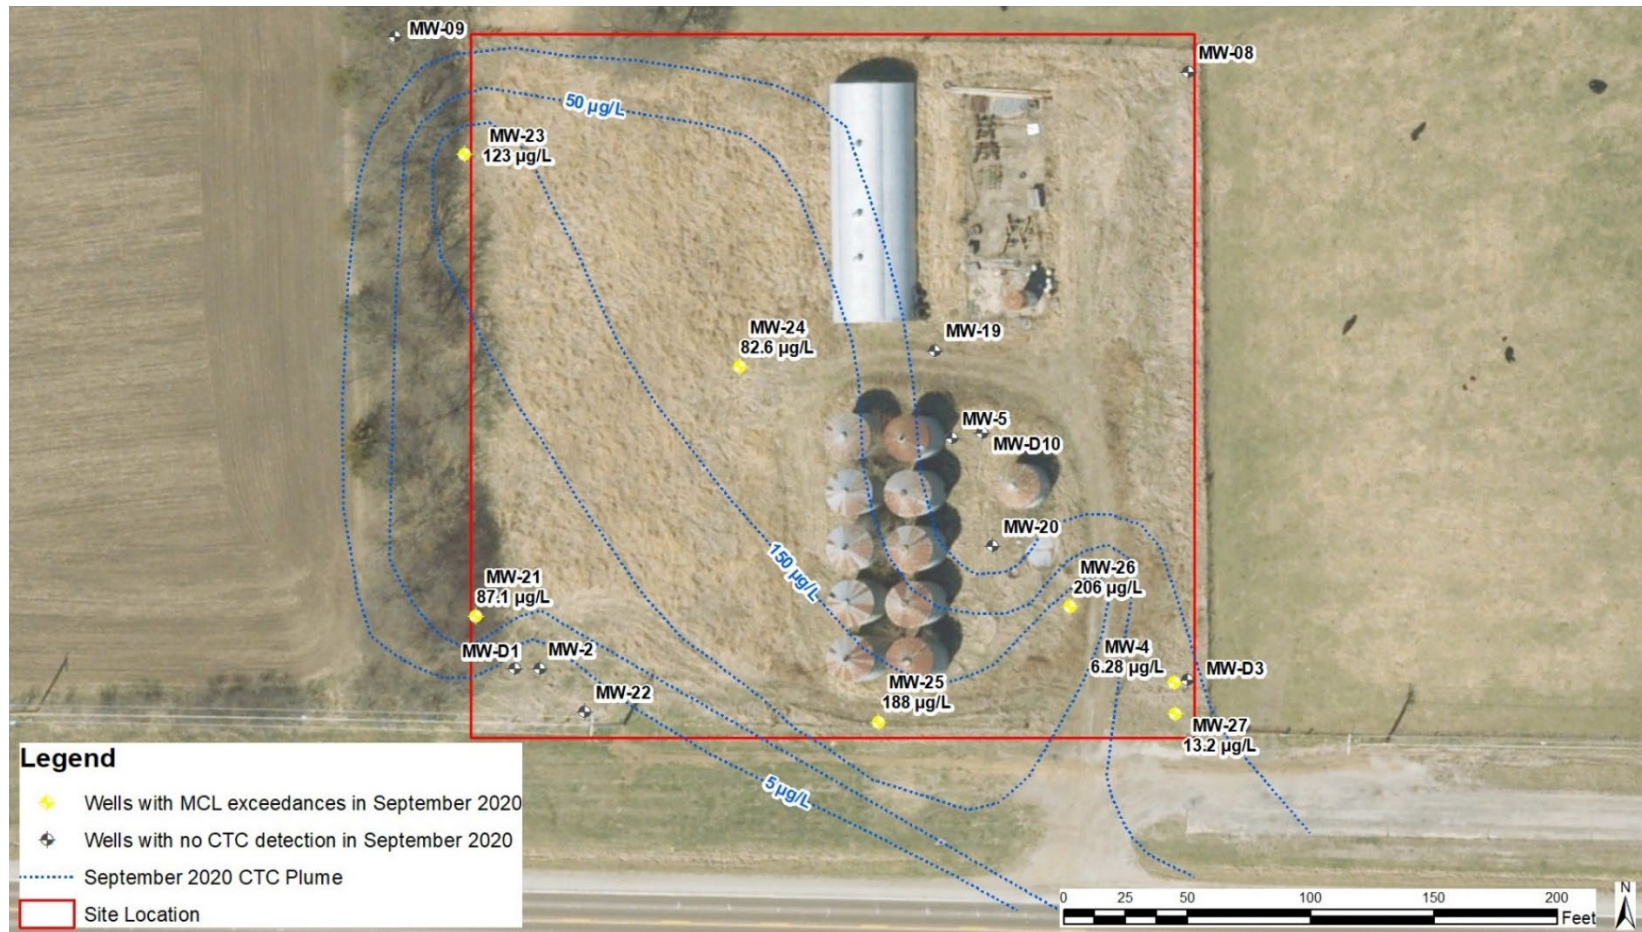 MW-09
MW-08
50 µg/L
MW-23
123 µg/L
MW-24
82.6 µg/L
MW-19
MW-5
MW-D10
MW-20
150 µg/L
MW-21
87.1 µg/L
MW-26
206 µg/L
MW-D1
MW-2
MW-4
6.28 µg/L
MW-D3
MW-22
MW-25
188 µg/L
MW-27
13.2 µg/L
5 µg/L
Legend
Wells with MCL exceedances in September 2020
Wells with no CTC detection in September 2020
September 2020 CTC Plume
Site Location
0 25 50 100 150 200
Feet
N